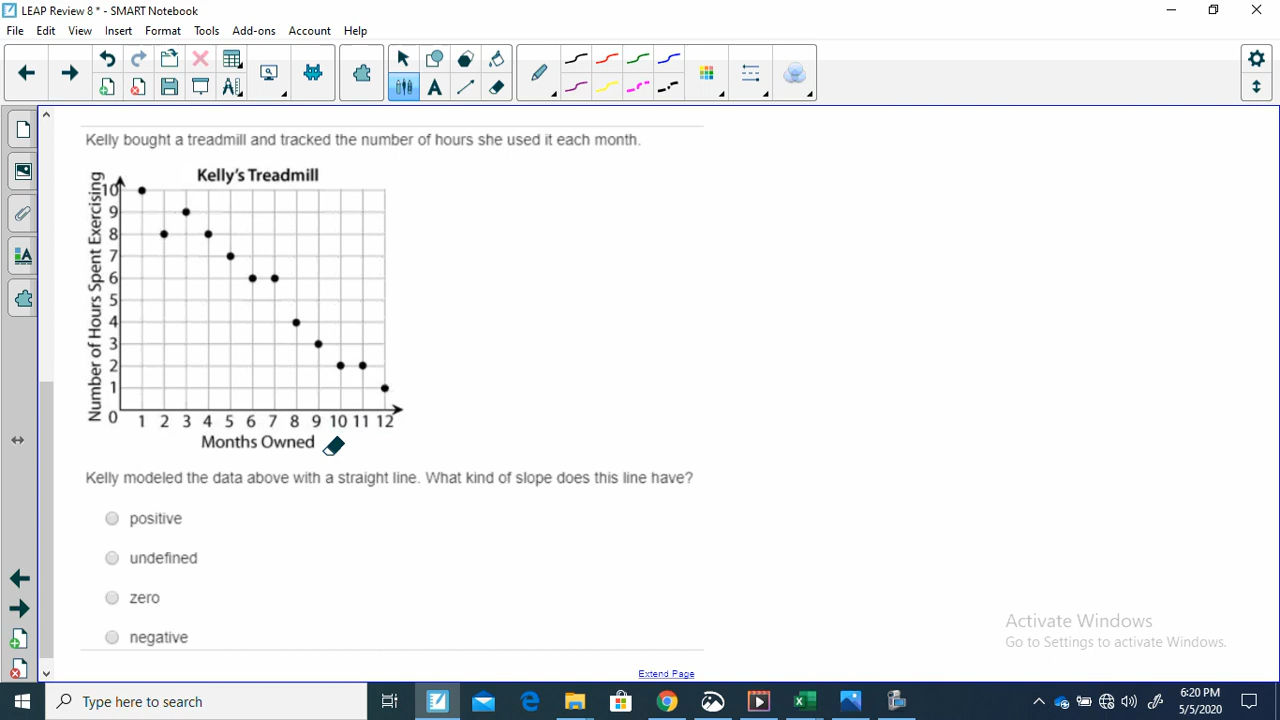 LEAP Review 8 * - SMART Notebook
File Edit View Insert Format Tools Add-ons Account Help
Kelly bought a treadmill and tracked the number of hours she used it each month.
Kelly's Treadmill
Number of Hours Spent Exercising
10
9
8
7
6
5
4
3
2
1
0
1 2 3 4 5 6 7 8 9 10 11 12
Months Owned
Kelly modeled the data above with a straight line. What kind of slope does this line have?
positive
undefined
zero
negative
Activate Windows
Go to Settings to activate Windows.
Extend Page
Type here to search
6:20 PM
5/5/2020